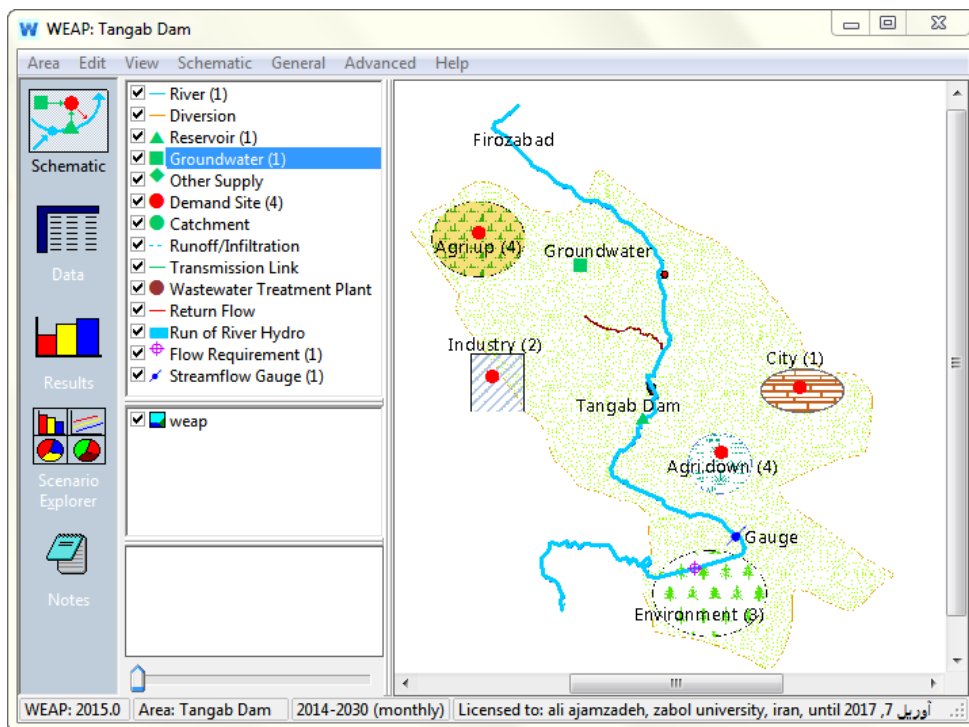 WEAP: Tangab Dam
Area Edit View Schematic General Advanced Help
Schematic
Data
Results
Scenario
Explorer
Notes
River (1)
Diversion
Reservoir (1)
Groundwater (1)
Other Supply
Demand Site (4)
Catchment
Runoff/Infiltration
Transmission Link
Wastewater Treatment Plant
Return Flow
Run of River Hydro
Flow Requirement (1)
Streamflow Gauge (1)
weap
Firozabad
Agri.up (4)
Groundwater
Industry (2)
City (1)
Tangab Dam
Agri.down (4)
Gauge
Environment (3)
WEAP: 2015.0 Area: Tangab Dam 2014-2030 (monthly) Licensed to: ali ajamzadeh, zabol university, iran, until 2017 ,7 آوریل